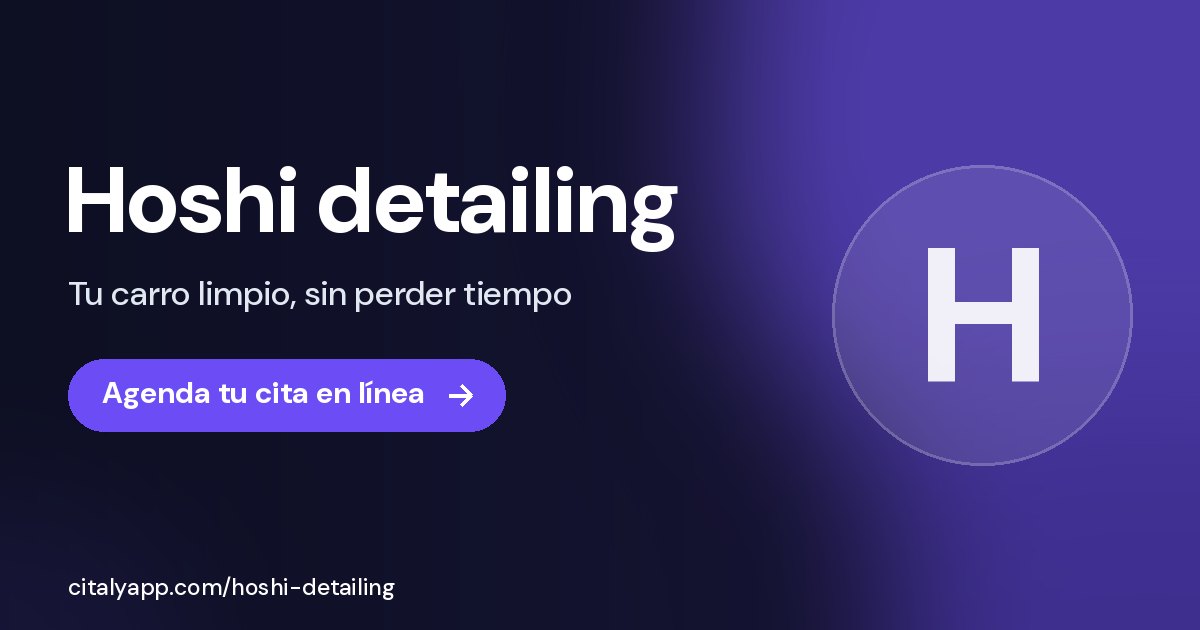 Hoshi detailing
Tu carro limpio, sin perder tiempo
Agenda tu cita en línea →
H
citalyapp.com/hoshi-detailing